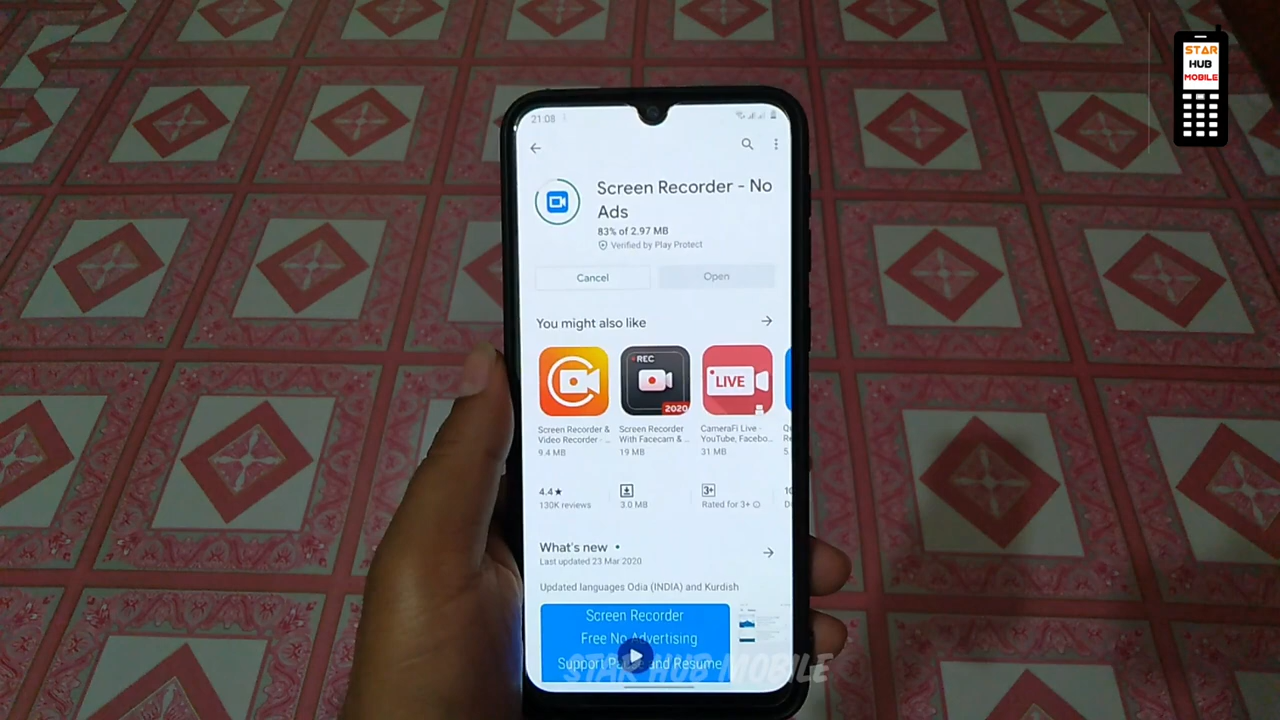 STAR
HUB
MOBILE
21:08
Screen Recorder - No
Ads
83% of 2.97 MB
Verified by Play Protect
Cancel
Open
You might also like
REC
2020
LIVE
Screen Recorder &
Video Recorder - ...
9.4 MB
Screen Recorder
With Facecam & ...
19 MB
CameraFi Live -
YouTube, Facebo...
31 MB
4.4★
130K reviews
3.0 MB
3+
Rated for 3+
What's new •
Last updated 23 Mar 2020
Updated languages Odia (INDIA) and Kurdish
Screen Recorder
Free No Advertising
Support Pause and Resume
STAR HUB MOBILE